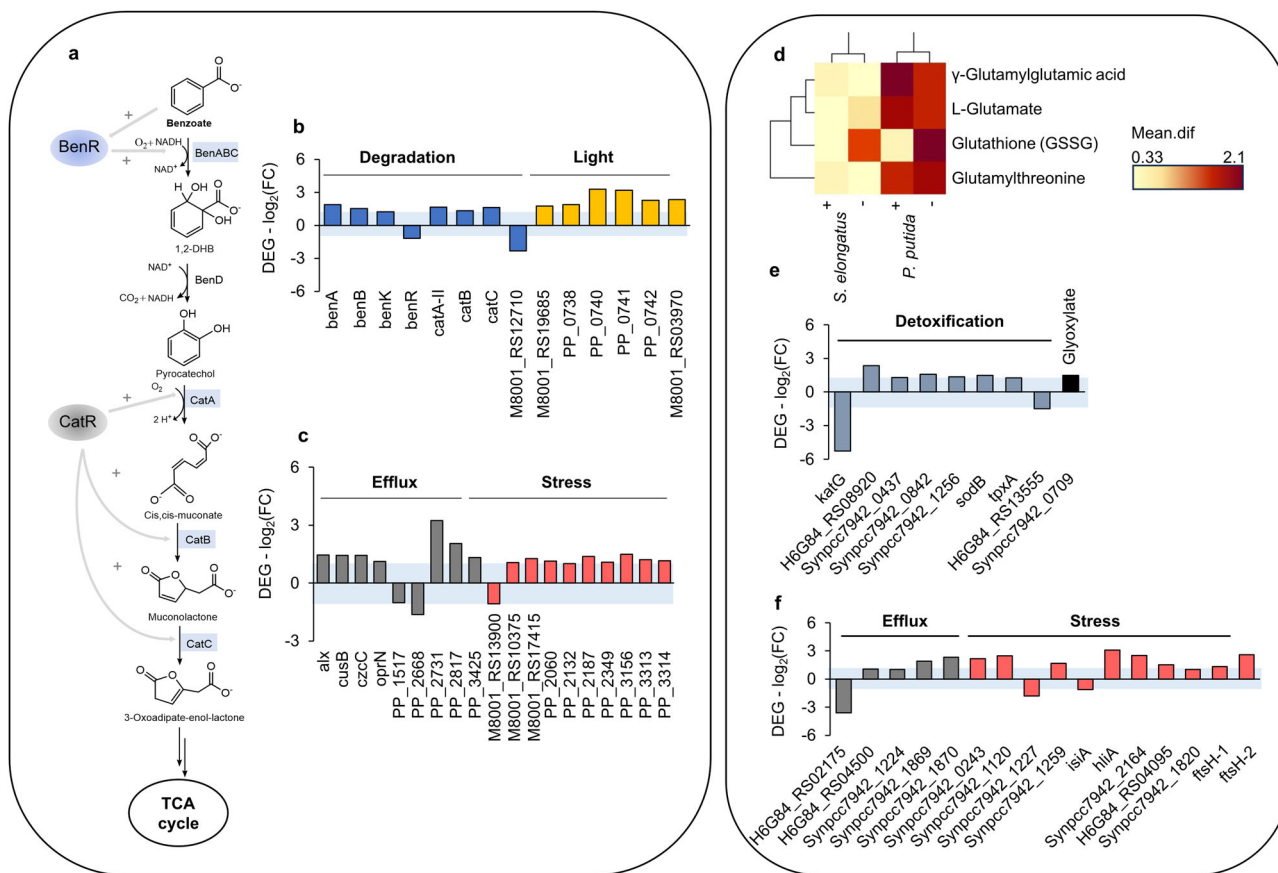 a
Benzoate
BenR
+
+
O2+ NADH
BenABC
NAD+
H
OH
O
O-
OH
1,2-DHB
NAD+
BenD
CO2 + NADH
OH
OH
Pyrocatechol
O2
CatR
+
CatA
2 H+
Cis,cis-muconate
+
CatB
+
Muconolactone
CatC
3-Oxoadipate-enol-lactone
TCA
cycle
b
Degradation
Light
DEG - log2(FC)
6
3
0
-3
-6
benA
benB
benK
benR
catA-II
catB
catC
M8001_RS12710
M8001_RS19685
PP_0738
PP_0740
PP_0741
PP_0742
M8001_RS03970
c
Efflux
Stress
DEG - log2(FC)
6
3
0
-3
alx
cusB
czcC
oprN
PP_1517
PP_2668
PP_2731
PP_2817
PP_3425
M8001_RS13900
M8001_RS10375
M8001_RS17415
PP_2060
PP_2132
PP_2187
PP_2349
PP_3156
PP_3313
PP_3314
d
γ-Glutamylglutamic acid
L-Glutamate
Glutathione (GSSG)
Glutamylthreonine
+
-
+
-
S. elongatus
P. putida
Mean.dif
0.33
2.1
e
Detoxification
Glyoxylate
DEG - log2(FC)
6
3
0
-3
-6
katG
H6G84_RS08920
Synpcc7942_0437
Synpcc7942_0842
Synpcc7942_1256
sodB
tpxA
H6G84_RS13555
Synpcc7942_0709
f
Efflux
Stress
DEG - log2(FC)
6
3
0
-3
-6
H6G84_RS02175
H6G84_RS04500
Synpcc7942_1224
Synpcc7942_1869
Synpcc7942_1870
Synpcc7942_0243
Synpcc7942_1120
Synpcc7942_1227
Synpcc7942_1259
isiA
hliA
Synpcc7942_2164
H6G84_RS04095
Synpcc7942_1820
ftsH-1
ftsH-2